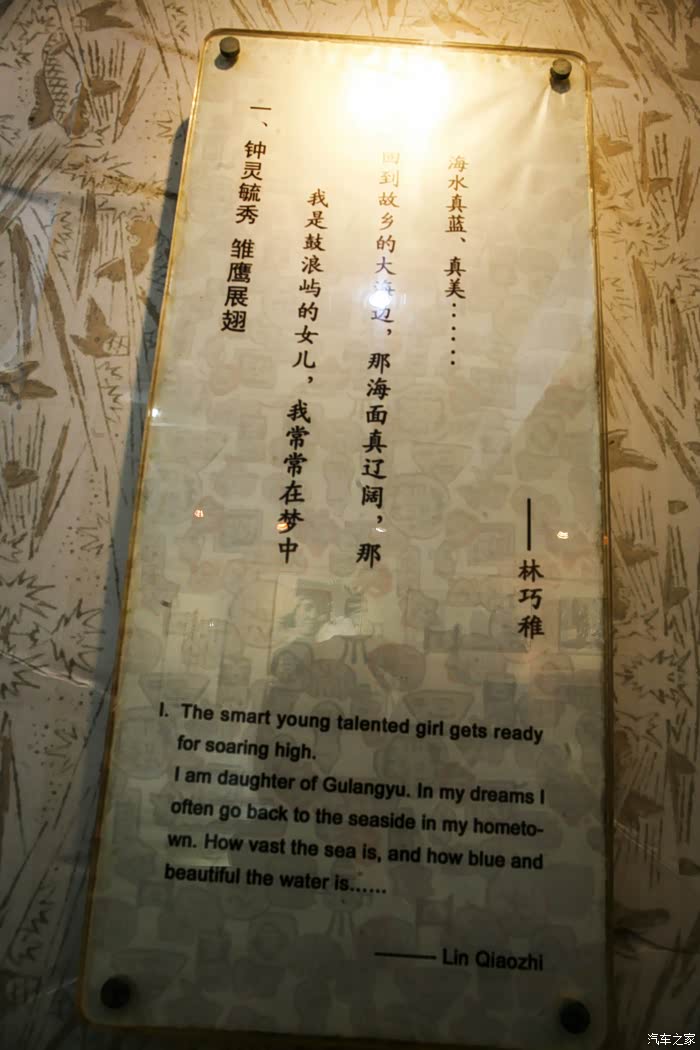 一、钟灵毓秀 雏鹰展翅
我是鼓浪屿的女儿，我常常在梦中
回到故乡的大海边，那海面真辽阔，那
海水真蓝、真美……
——林巧稚
I. The smart young talented girl gets ready
for soaring high.
I am daughter of Gulangyu. In my dreams I
often go back to the seaside in my hometo-
wn. How vast the sea is, and how blue and
beautiful the water is......
——— Lin Qiaozhi
汽车之家